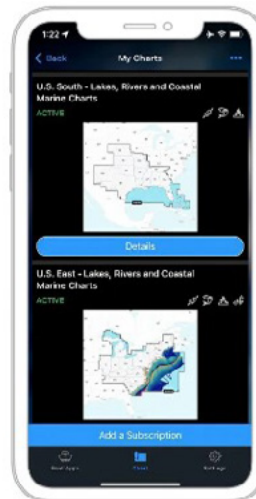 1:22
Back
My Charts
U.S. South - Lakes, Rivers and Coastal
Marine Charts
ACTIVE
Details
U.S. East - Lakes, Rivers and Coastal
Marine Charts
ACTIVE
Add a Subscription
Settings